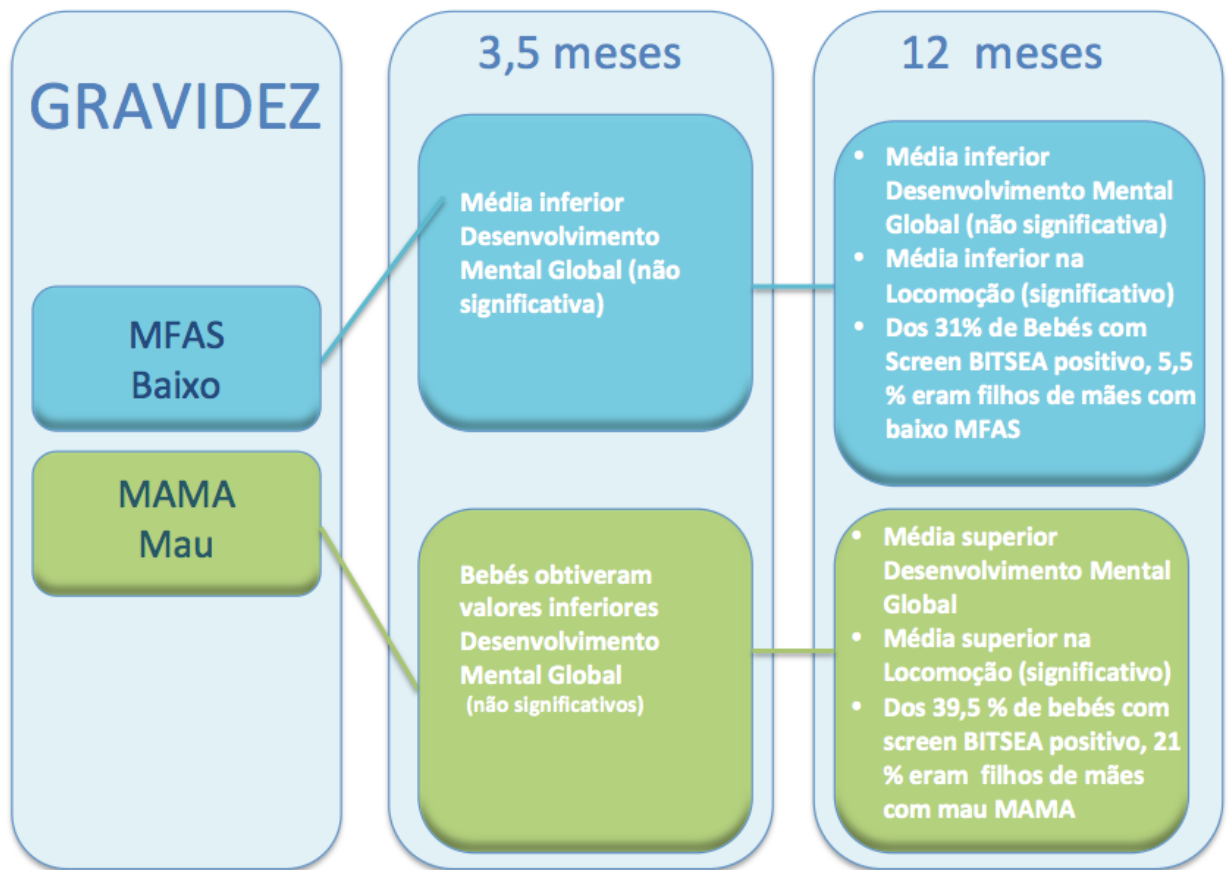 GRAVIDEZ
MFAS
Baixo
MAMA
Mau
3,5 meses
Média inferior
Desenvolvimento
Mental Global (não
significativa)
Bebés obtiveram
valores inferiores
Desenvolvimento
Mental Global
(não significativos)
12 meses
• Média inferior
Desenvolvimento Mental
Global (não significativa)
• Média inferior na
Locomoção (significativo)
• Dos 31% de Bebés com
Screen BITSEA positivo, 5,5
% eram filhos de mães com
baixo MFAS
• Média superior
Desenvolvimento Mental
Global
• Média superior na
Locomoção (significativo)
• Dos 39,5 % de bebés com
screen BITSEA positivo, 21
% eram filhos de mães
com mau MAMA